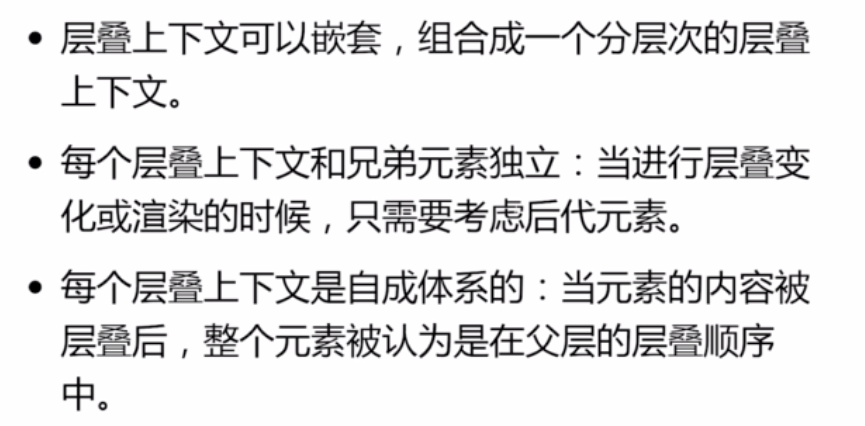 • 层叠上下文可以嵌套，组合成一个分层次的层叠
上下文。
• 每个层叠上下文和兄弟元素独立：当进行层叠变
化或渲染的时候，只需要考虑后代元素。
• 每个层叠上下文是自成体系的：当元素的内容被
层叠后，整个元素被认为是在父层的层叠顺序
中。